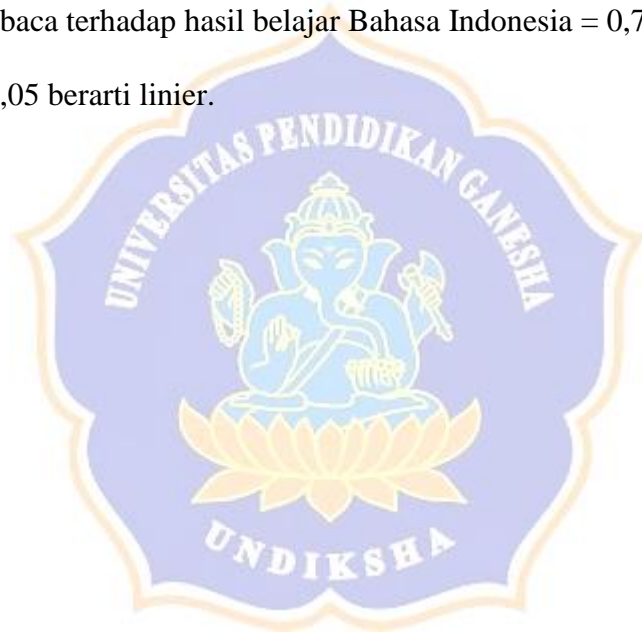 baca terhadap hasil belajar Bahasa Indonesia = 0,7
,05 berarti linier.
UNIVERSITAS PENDIDIKAN GANESHA
UNDIKSHA